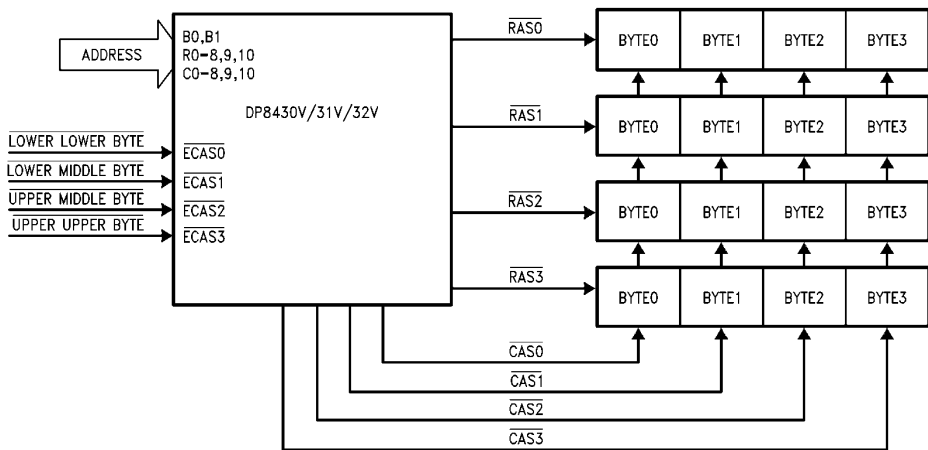 B0,B1
R0-8,9,10
C0-8,9,10
ADDRESS
DP8430V/31V/32V
LOWER LOWER BYTE
ECAS0
LOWER MIDDLE BYTE
ECAS1
UPPER MIDDLE BYTE
ECAS2
UPPER UPPER BYTE
ECAS3
RAS0
BYTE0 BYTE1 BYTE2 BYTE3
RAS1
BYTE0 BYTE1 BYTE2 BYTE3
RAS2
BYTE0 BYTE1 BYTE2 BYTE3
RAS3
BYTE0 BYTE1 BYTE2 BYTE3
CAS0
CAS1
CAS2
CAS3